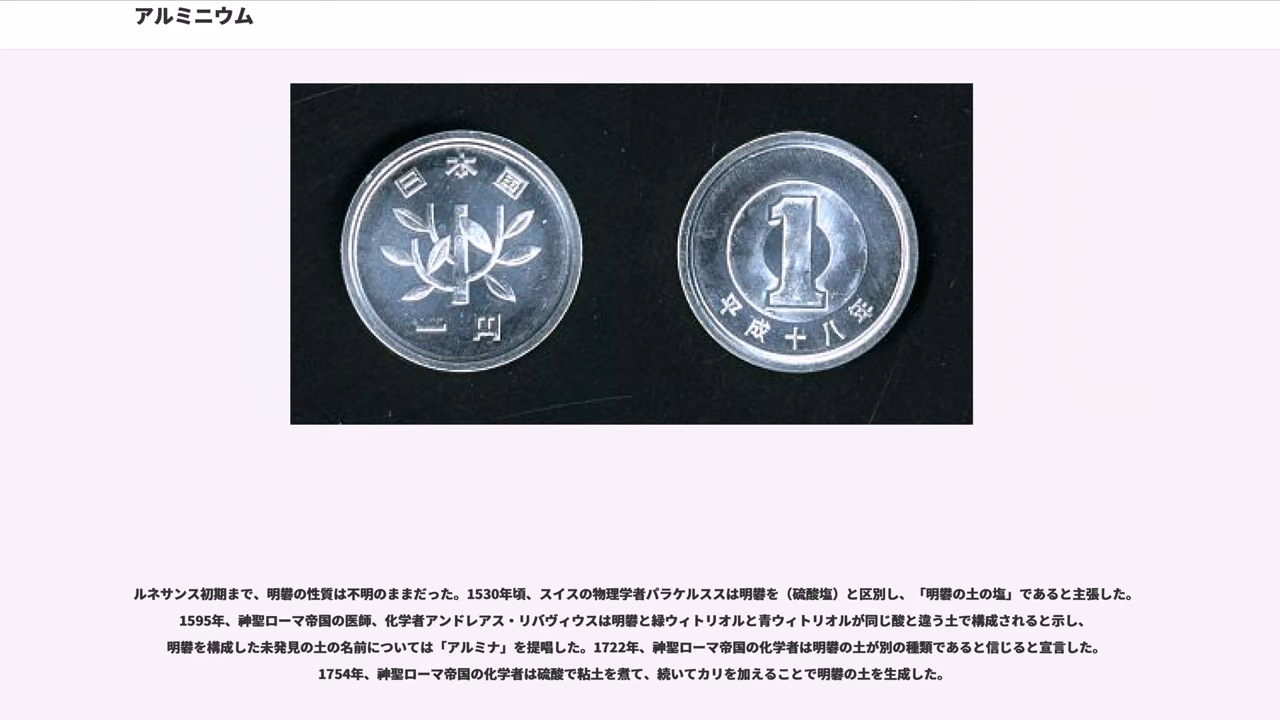 アルミニウム
日本国
一円
1
平成十八年
ルネサンス初期まで、明礬の性質は不明のままだった。1530年頃、スイスの物理学者パラケルススは明礬を（硫酸塩）と区別し、「明礬の土の塩」であると主張した。
1595年、神聖ローマ帝国の医師、化学者アンドレアス・リバヴィウスは明礬と緑ウィトリオルと青ウィトリオルが同じ酸と違う土で構成されると示し、
明礬を構成した未発見の土の名前については「アルミナ」を提唱した。1722年、神聖ローマ帝国の化学者は明礬の土が別の種類であると信じると宣言した。
1754年、神聖ローマ帝国の化学者は硫酸で粘土を煮て、続いてカリを加えることで明礬の土を生成した。